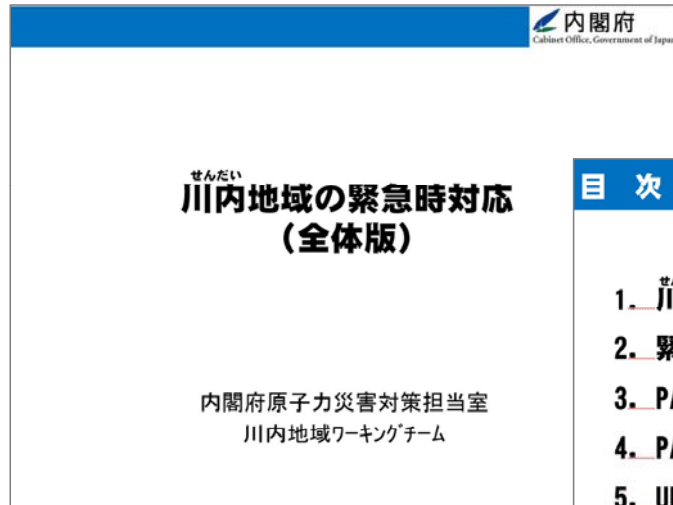 内閣府
Cabinet Office, Government of Japan
せんだい
川内地域の緊急時対応
（全体版）
内閣府原子力災害対策担当室
川内地域ﾜｰｷﾝｸﾞﾁｰﾑ
目 次
1.
2. 緊
3.
4.
5.